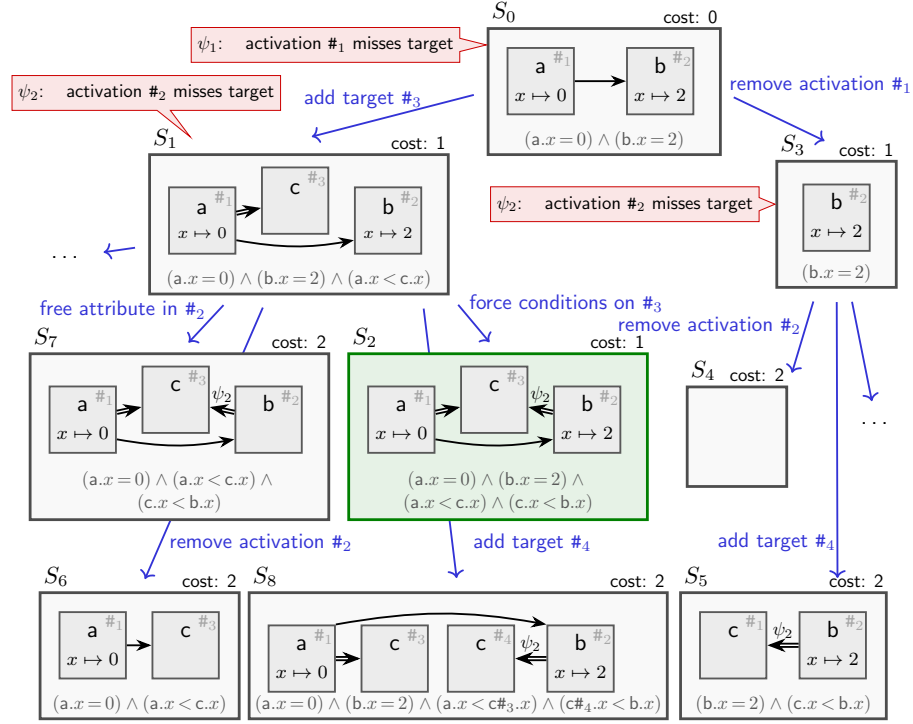 S₀
cost: 0
ψ₁: activation #₁ misses target
a #₁
x ↦ 0
b #₂
x ↦ 2
(a.x = 0) ∧ (b.x = 2)
ψ₂: activation #₂ misses target
add target #₃
remove activation #₁
S₁
cost: 1
a #₁
x ↦ 0
c #₃
b #₂
x ↦ 2
(a.x = 0) ∧ (b.x = 2) ∧ (a.x < c.x)
S₃
cost: 1
ψ₂: activation #₂ misses target
b #₂
x ↦ 2
(b.x = 2)
...
free attribute in #₂
force conditions on #₃
remove activation #₂
S₇
cost: 2
a #₁
x ↦ 0
c #₃
ψ₂
b #₂
(a.x = 0) ∧ (a.x < c.x) ∧
(c.x < b.x)
S₂
cost: 1
a #₁
x ↦ 0
c #₃
ψ₂
b #₂
x ↦ 2
(a.x = 0) ∧ (b.x = 2) ∧
(a.x < c.x) ∧ (c.x < b.x)
S₄
cost: 2
...
remove activation #₂
add target #₄
add target #₄
S₆
cost: 2
a #₁
x ↦ 0
c #₃
(a.x = 0) ∧ (a.x < c.x)
S₈
cost: 2
a #₁
x ↦ 0
c #₃
c #₄
ψ₂
b #₂
x ↦ 2
(a.x = 0) ∧ (b.x = 2) ∧ (a.x < c#₃.x) ∧ (c#₄.x < b.x)
S₅
cost: 2
c #₁
ψ₂
b #₂
x ↦ 2
(b.x = 2) ∧ (c.x < b.x)